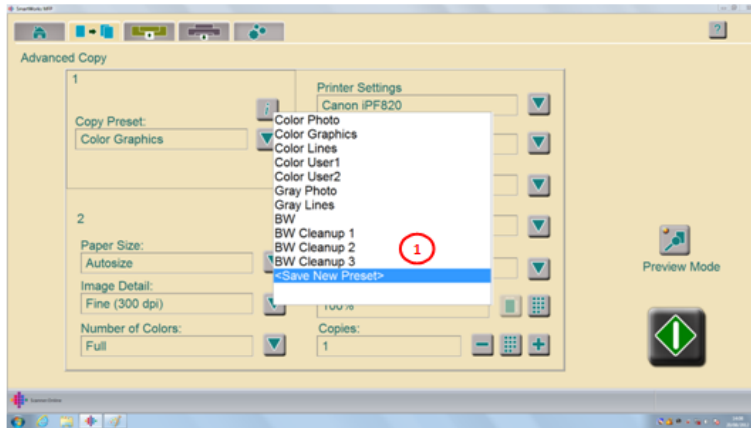 SmartWorks MFP
?
Advanced Copy
1
Copy Preset:
Color Graphics
i
Printer Settings
Canon iPF820
Color Photo
Color Graphics
Color Lines
Color User1
Color User2
Gray Photo
Gray Lines
BW
BW Cleanup 1
BW Cleanup 2
BW Cleanup 3
<Save New Preset>
1
2
Paper Size:
Autosize
Image Detail:
Fine (300 dpi)
Number of Colors:
Full
100%
Copies:
1
Preview Mode
Scanner Online